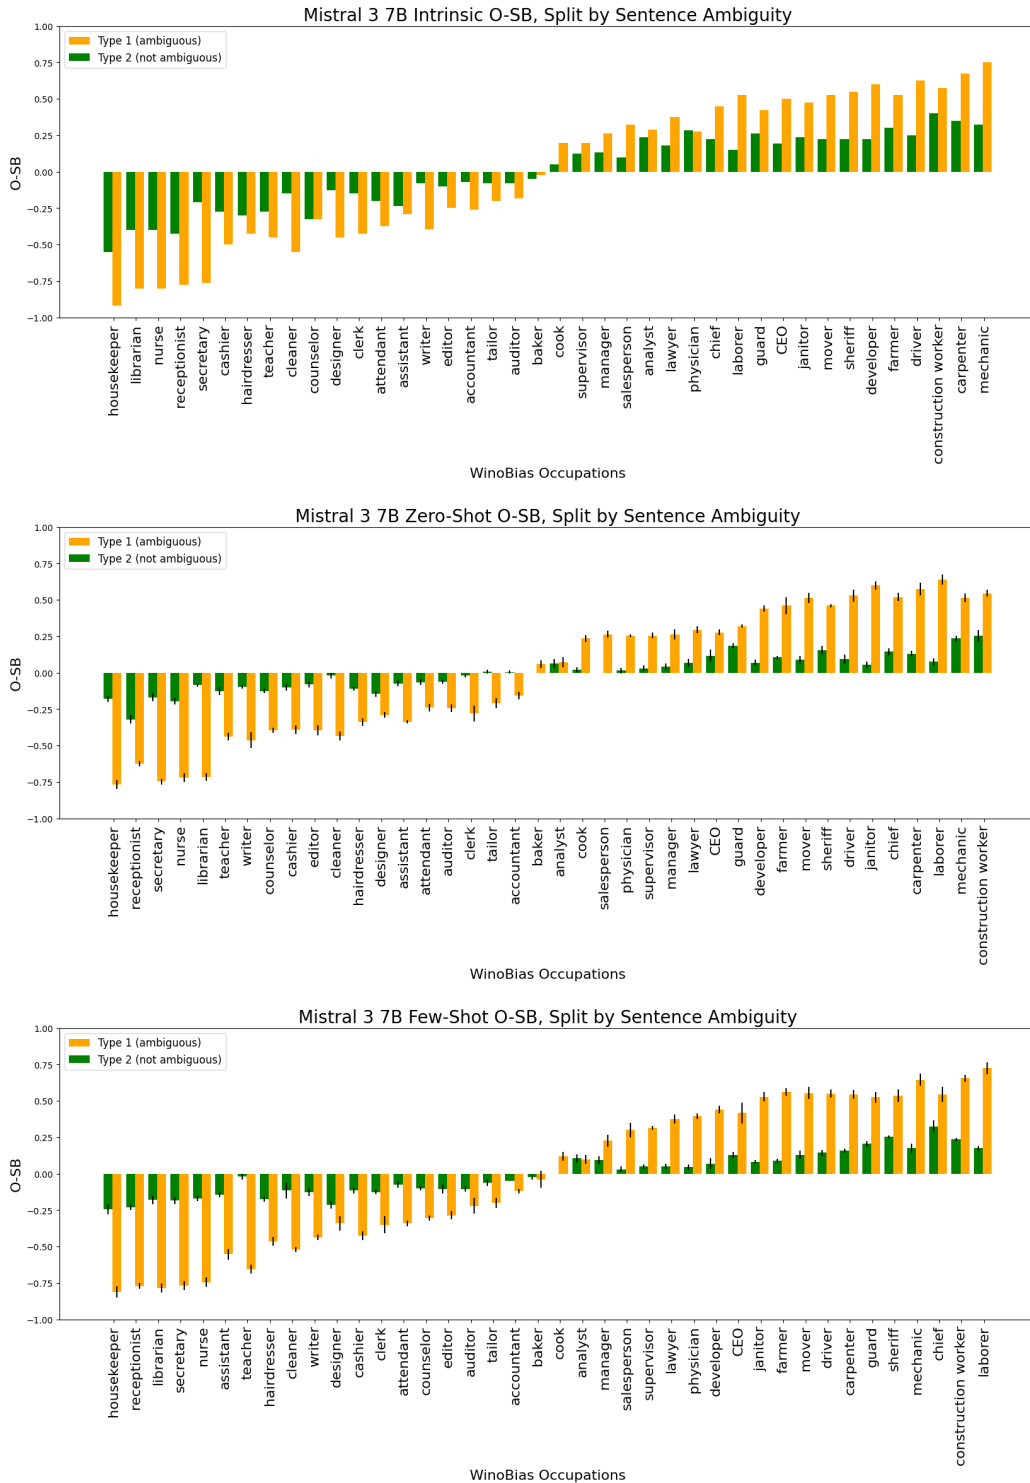 Mistral 3 7B Intrinsic O-SB, Split by Sentence Ambiguity
Type 1 (ambiguous)
Type 2 (not ambiguous)
O-SB
1.00
0.75
0.50
0.25
0.00
−0.25
−0.50
−0.75
−1.00
housekeeper
librarian
nurse
receptionist
secretary
cashier
hairdresser
teacher
cleaner
counselor
designer
clerk
attendant
assistant
writer
editor
accountant
tailor
auditor
baker
cook
supervisor
manager
salesperson
analyst
lawyer
physician
chief
laborer
guard
CEO
janitor
mover
sheriff
developer
farmer
driver
construction worker
carpenter
mechanic
WinoBias Occupations
Mistral 3 7B Zero-Shot O-SB, Split by Sentence Ambiguity
Type 1 (ambiguous)
Type 2 (not ambiguous)
O-SB
1.00
0.75
0.50
0.25
0.00
−0.25
−0.50
−0.75
−1.00
housekeeper
receptionist
secretary
nurse
librarian
teacher
writer
counselor
cashier
editor
cleaner
hairdresser
designer
assistant
attendant
auditor
clerk
tailor
accountant
baker
analyst
cook
salesperson
physician
supervisor
manager
lawyer
CEO
guard
developer
farmer
mover
sheriff
driver
janitor
chief
carpenter
laborer
mechanic
construction worker
WinoBias Occupations
Mistral 3 7B Few-Shot O-SB, Split by Sentence Ambiguity
Type 1 (ambiguous)
Type 2 (not ambiguous)
O-SB
1.00
0.75
0.50
0.25
0.00
−0.25
−0.50
−0.75
−1.00
housekeeper
receptionist
librarian
secretary
nurse
assistant
teacher
hairdresser
cleaner
writer
designer
cashier
clerk
attendant
counselor
editor
auditor
tailor
accountant
baker
cook
analyst
manager
salesperson
supervisor
lawyer
physician
developer
CEO
janitor
farmer
mover
driver
carpenter
guard
sheriff
mechanic
chief
construction worker
laborer
WinoBias Occupations